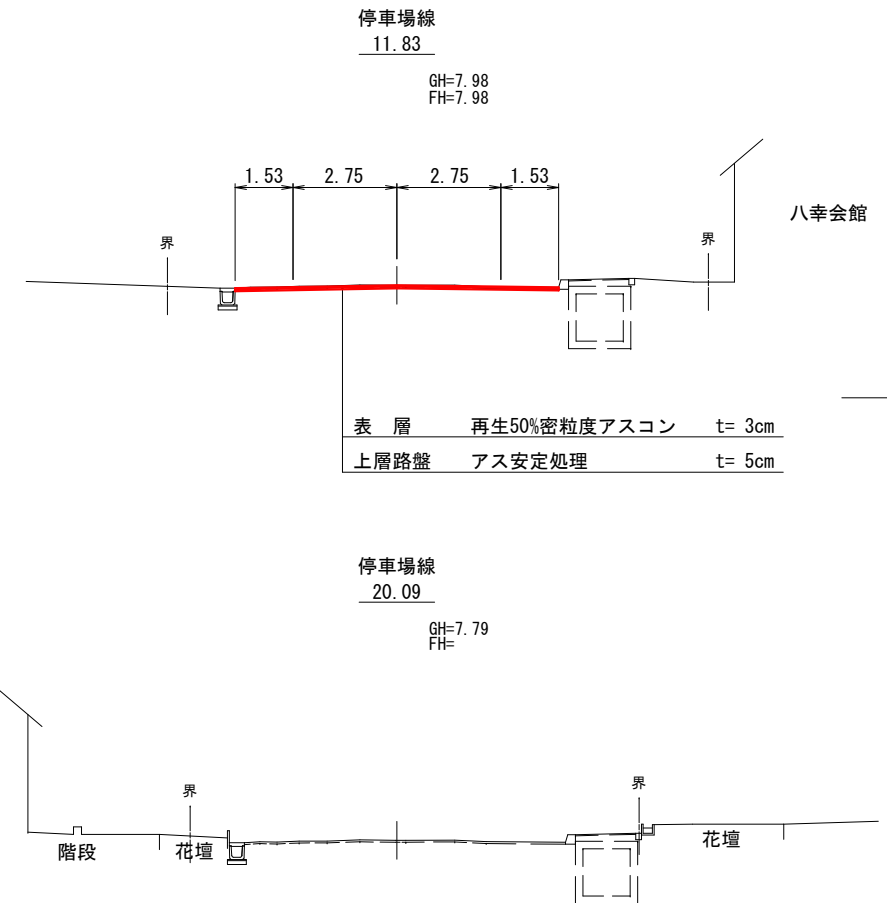 停車場線
11.83
GH=7.98
FH=7.98
1.53 2.75 2.75 1.53
八幸会館
界 界
表 層 再生50%密粒度アスコン t= 3cm
上層路盤 アス安定処理 t= 5cm
停車場線
20.09
GH=7.79
FH=
界 界
階段 花壇 花壇